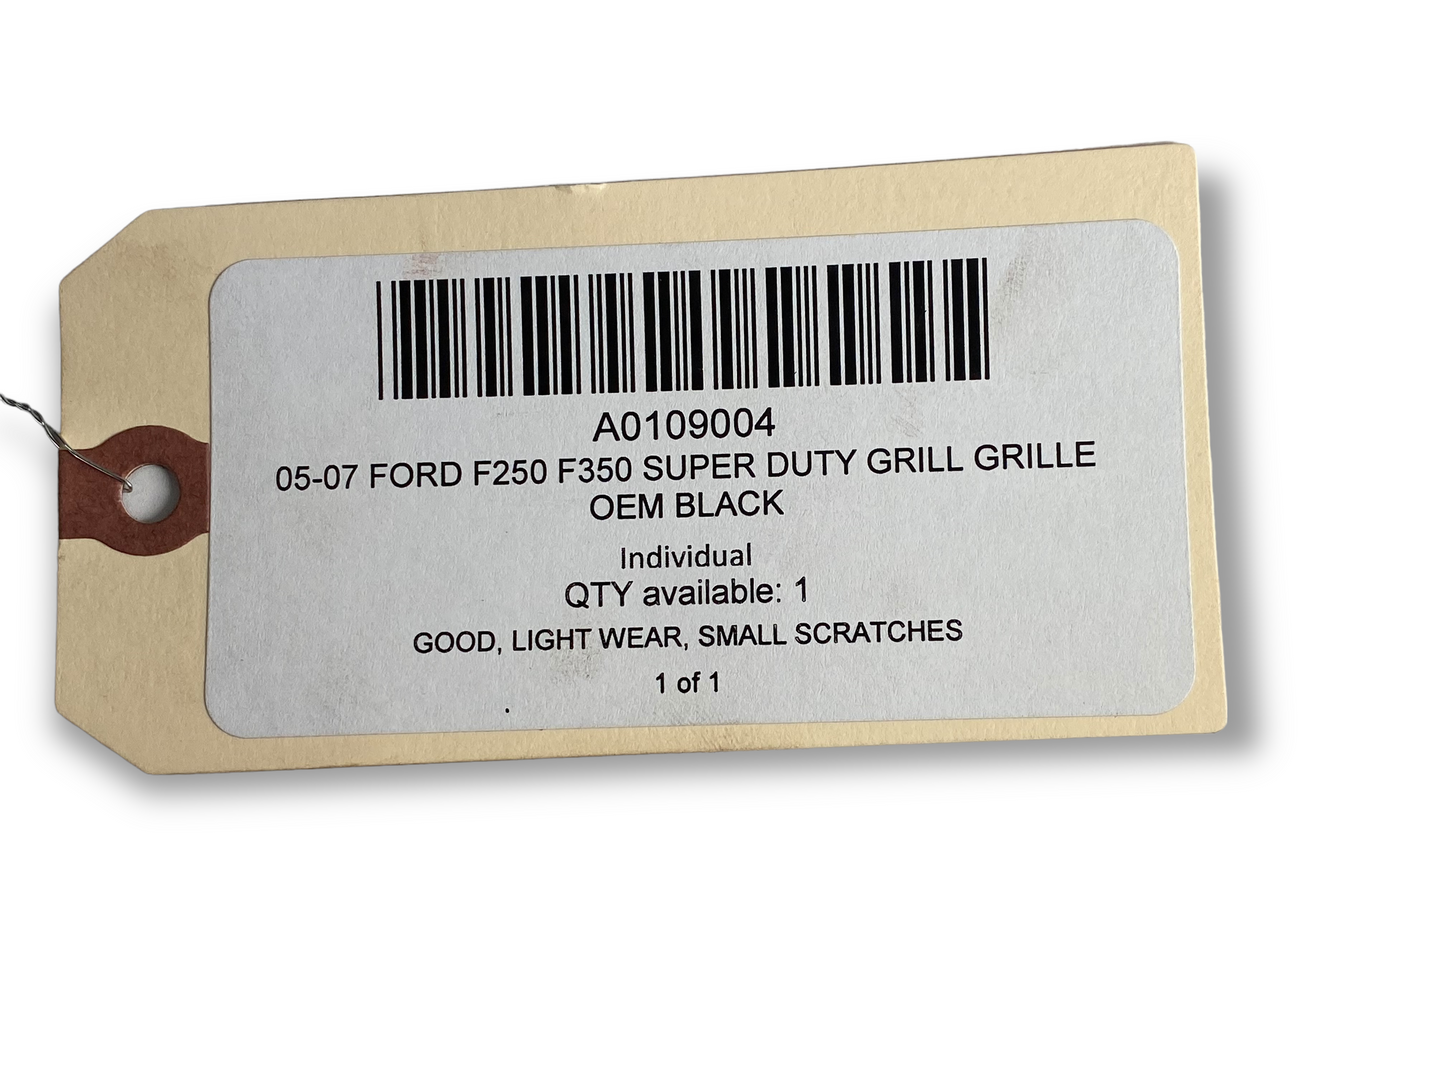 A0109004
05-07 FORD F250 F350 SUPER DUTY GRILL GRILLE
OEM BLACK
Individual
QTY available: 1
GOOD, LIGHT WEAR, SMALL SCRATCHES
1 of 1